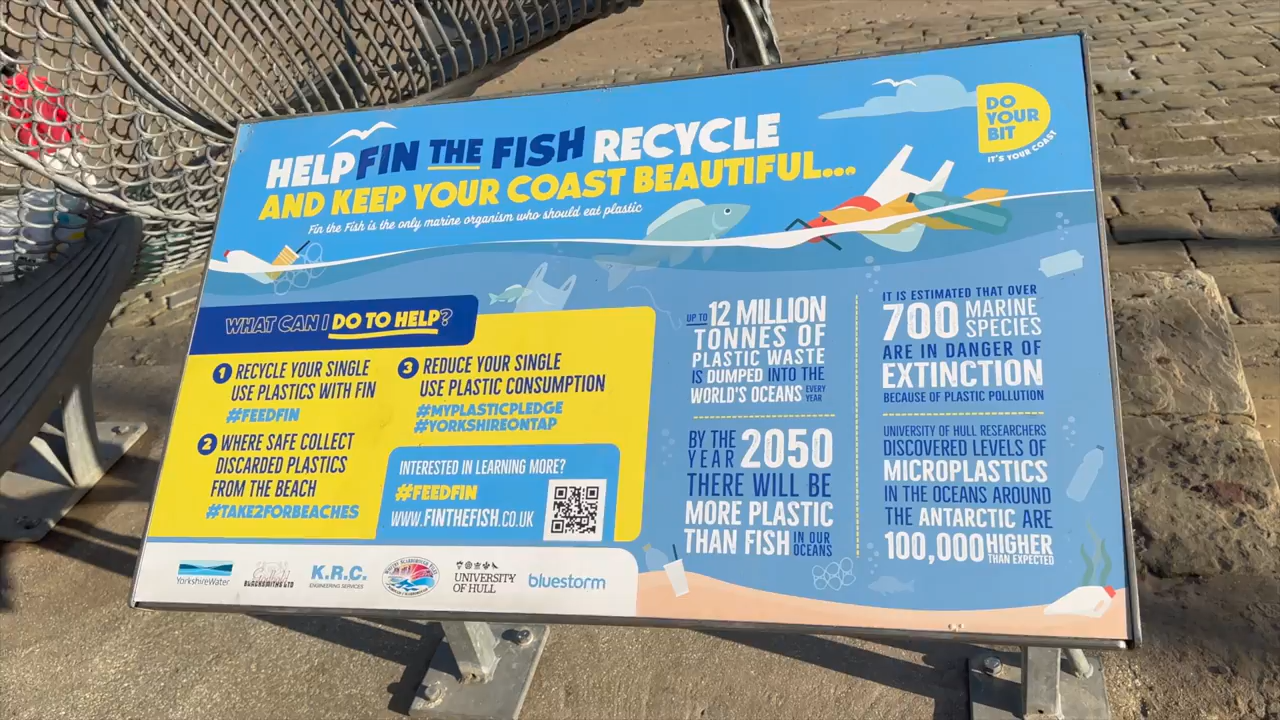 HELP FIN THE FISH RECYCLE
AND KEEP YOUR COAST BEAUTIFUL...
Fin the Fish is the only marine organism who should eat plastic
DO
YOUR
BIT
IT'S YOUR COAST
WHAT CAN I DO TO HELP?
1 RECYCLE YOUR SINGLE
USE PLASTICS WITH FIN
#FEEDFIN
2 WHERE SAFE COLLECT
DISCARDED PLASTICS
FROM THE BEACH
#TAKE2FORBEACHES
3 REDUCE YOUR SINGLE
USE PLASTIC CONSUMPTION
#MYPLASTICPLEDGE
#YORKSHIREONTAP
INTERESTED IN LEARNING MORE?
#FEEDFIN
WWW.FINTHEFISH.CO.UK
UP TO 12 MILLION
TONNES OF
PLASTIC WASTE
IS DUMPED INTO THE
WORLD'S OCEANS EVERY YEAR
BY THE YEAR 2050
THERE WILL BE
MORE PLASTIC
THAN FISH IN OUR OCEANS
IT IS ESTIMATED THAT OVER
700 MARINE SPECIES
ARE IN DANGER OF
EXTINCTION
BECAUSE OF PLASTIC POLLUTION
UNIVERSITY OF HULL RESEARCHERS
DISCOVERED LEVELS OF
MICROPLASTICS
IN THE OCEANS AROUND
THE ANTARCTIC ARE
100,000 HIGHER THAN EXPECTED
YorkshireWater
BLACKSMITHS LTD
K.R.C.
ENGINEERING SERVICES
UNIVERSITY
OF HULL
bluestorm